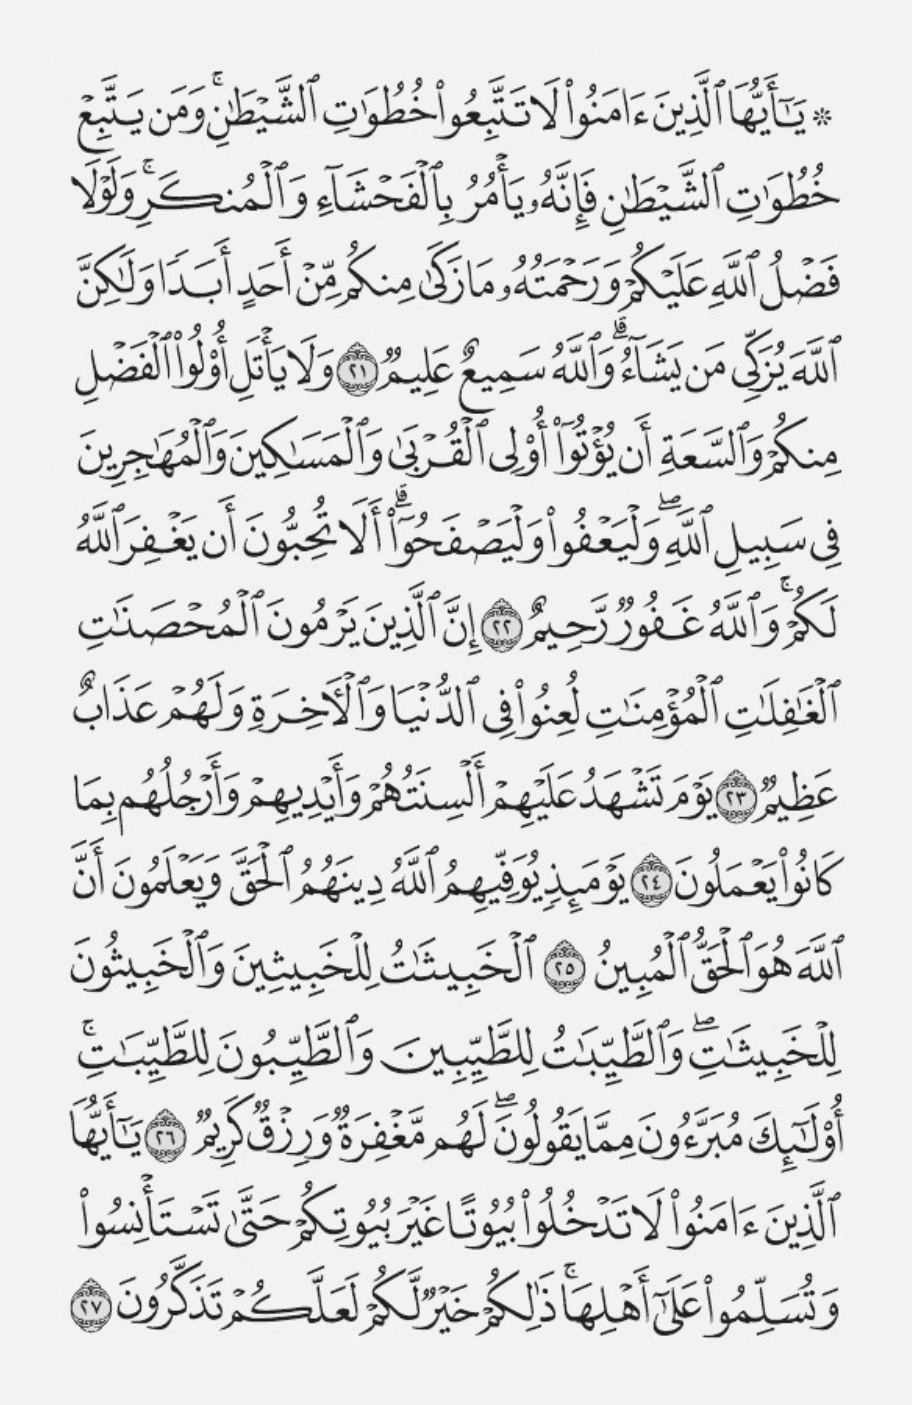 ۞ يَٰٓأَيُّهَا ٱلَّذِينَ ءَامَنُوا۟ لَا تَتَّبِعُوا۟ خُطُوَٰتِ ٱلشَّيْطَٰنِۚ وَمَن يَتَّبِعْ
خُطُوَٰتِ ٱلشَّيْطَٰنِ فَإِنَّهُۥ يَأْمُرُ بِٱلْفَحْشَآءِ وَٱلْمُنكَرِۚ وَلَوْلَا
فَضْلُ ٱللَّهِ عَلَيْكُمْ وَرَحْمَتُهُۥ مَا زَكَىٰ مِنكُم مِّنْ أَحَدٍ أَبَدًا وَلَٰكِنَّ
ٱللَّهَ يُزَكِّى مَن يَشَآءُۗ وَٱللَّهُ سَمِيعٌ عَلِيمٌ ٢١ وَلَا يَأْتَلِ أُو۟لُوا۟ ٱلْفَضْلِ
مِنكُمْ وَٱلسَّعَةِ أَن يُؤْتُوٓا۟ أُو۟لِى ٱلْقُرْبَىٰ وَٱلْمَسَٰكِينَ وَٱلْمُهَٰجِرِينَ
فِى سَبِيلِ ٱللَّهِۖ وَلْيَعْفُوا۟ وَلْيَصْفَحُوٓا۟ۗ أَلَا تُحِبُّونَ أَن يَغْفِرَ ٱللَّهُ
لَكُمْۚ وَٱللَّهُ غَفُورٌ رَّحِيمٌ ٢٢ إِنَّ ٱلَّذِينَ يَرْمُونَ ٱلْمُحْصَنَٰتِ
ٱلْغَٰفِلَٰتِ ٱلْمُؤْمِنَٰتِ لُعِنُوا۟ فِى ٱلدُّنْيَا وَٱلْءَاخِرَةِ وَلَهُمْ عَذَابٌ
عَظِيمٌ ٢٣ يَوْمَ تَشْهَدُ عَلَيْهِمْ أَلْسِنَتُهُمْ وَأَيْدِيهِمْ وَأَرْجُلُهُم بِمَا
كَانُوا۟ يَعْمَلُونَ ٢٤ يَوْمَئِذٍ يُوَفِّيهِمُ ٱللَّهُ دِينَهُمُ ٱلْحَقَّ وَيَعْلَمُونَ أَنَّ
ٱللَّهَ هُوَ ٱلْحَقُّ ٱلْمُبِينُ ٢٥ ٱلْخَبِيثَٰتُ لِلْخَبِيثِينَ وَٱلْخَبِيثُونَ
لِلْخَبِيثَٰتِۖ وَٱلطَّيِّبَٰتُ لِلطَّيِّبِينَ وَٱلطَّيِّبُونَ لِلطَّيِّبَٰتِۚ
أُو۟لَٰٓئِكَ مُبَرَّءُونَ مِمَّا يَقُولُونَۖ لَهُم مَّغْفِرَةٌ وَرِزْقٌ كَرِيمٌ ٢٦ يَٰٓأَيُّهَا
ٱلَّذِينَ ءَامَنُوا۟ لَا تَدْخُلُوا۟ بُيُوتًا غَيْرَ بُيُوتِكُمْ حَتَّىٰ تَسْتَأْنِسُوا۟
وَتُسَلِّمُوا۟ عَلَىٰٓ أَهْلِهَاۚ ذَٰلِكُمْ خَيْرٌ لَّكُمْ لَعَلَّكُمْ تَذَكَّرُونَ ٢٧